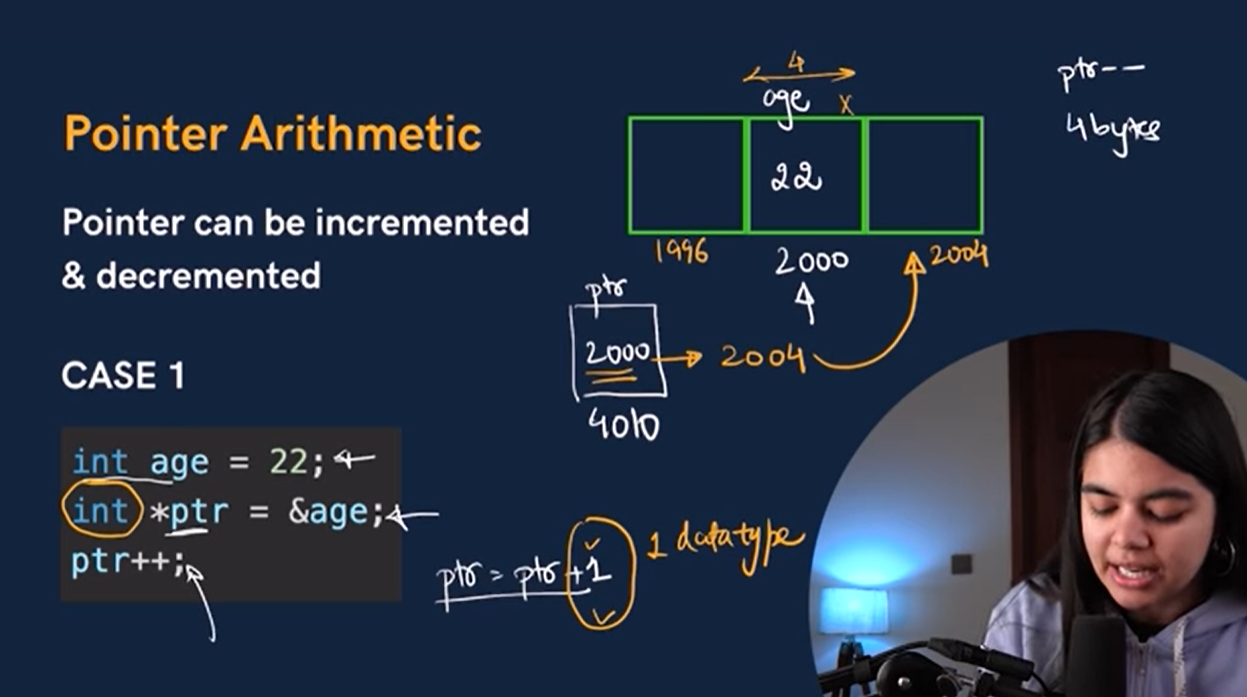 Pointer Arithmetic
Pointer can be incremented
& decremented
CASE 1
int age = 22;
int *ptr = &age;
ptr++;
4
age x
22
1996
2000
2004
ptr
2000
2004
4010
ptr = ptr +1
1 datatype
ptr--
4 bytes